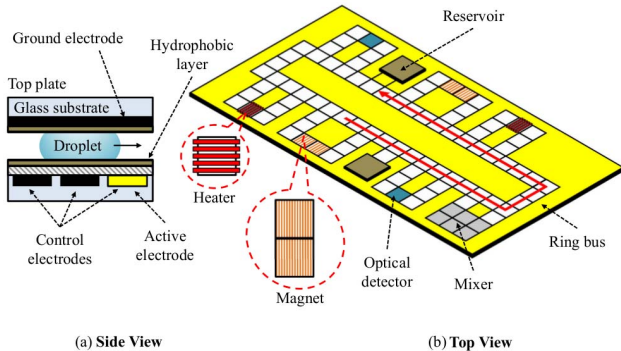 Ground electrode
Hydrophobic
layer
Top plate
Glass substrate
Droplet
Control
electrodes
Active
electrode
(a) Side View
Reservoir
Heater
Magnet
Optical
detector
Mixer
Ring bus
(b) Top View